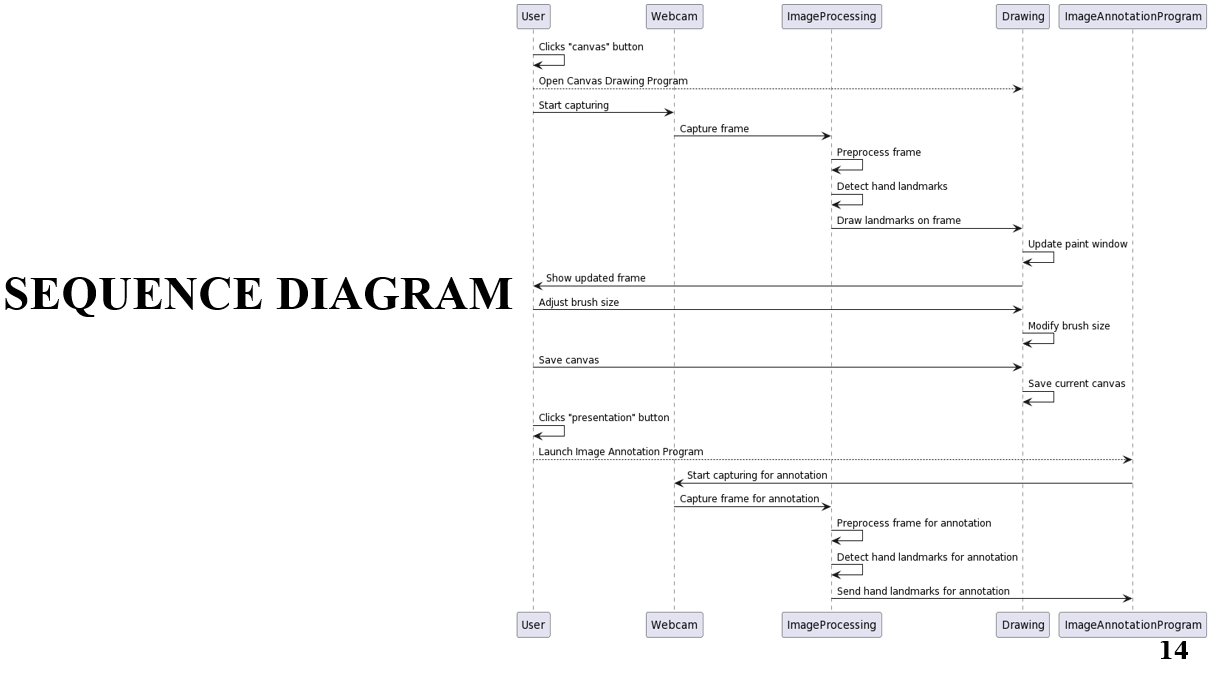 User
Webcam
ImageProcessing
Drawing
ImageAnnotationProgram
Clicks "canvas" button
Open Canvas Drawing Program
Start capturing
Capture frame
Preprocess frame
Detect hand landmarks
Draw landmarks on frame
Update paint window
Show updated frame
SEQUENCE DIAGRAM
Adjust brush size
Modify brush size
Save canvas
Save current canvas
Clicks "presentation" button
Launch Image Annotation Program
Start capturing for annotation
Capture frame for annotation
Preprocess frame for annotation
Detect hand landmarks for annotation
Send hand landmarks for annotation
User
Webcam
ImageProcessing
Drawing
ImageAnnotationProgram
14